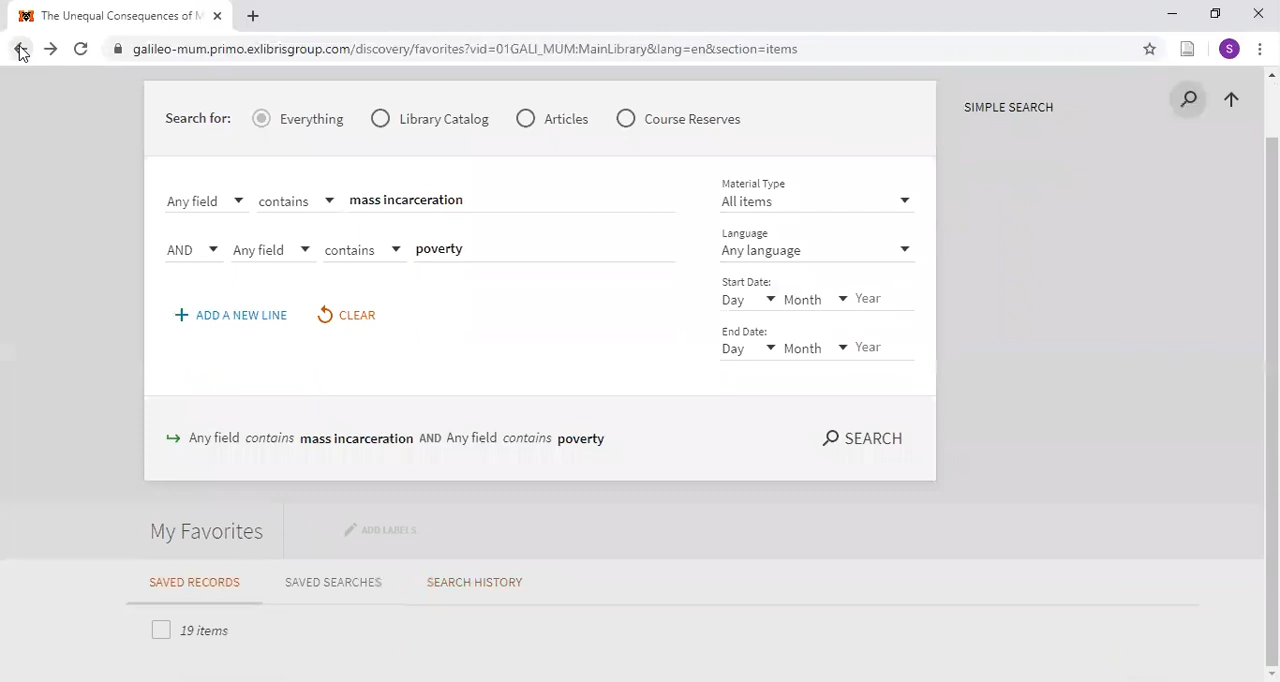 The Unequal Consequences of M
galileo-mum.primo.exlibrisgroup.com/discovery/favorites?vid=01GALI_MUM:MainLibrary&lang=en&section=items
S
Search for: Everything Library Catalog Articles Course Reserves
SIMPLE SEARCH
Any field contains mass incarceration
AND Any field contains poverty
+ ADD A NEW LINE CLEAR
Material Type
All items
Language
Any language
Start Date:
Day Month Year
End Date:
Day Month Year
Any field contains mass incarceration AND Any field contains poverty
SEARCH
My Favorites ADD LABELS
SAVED RECORDS SAVED SEARCHES SEARCH HISTORY
19 items